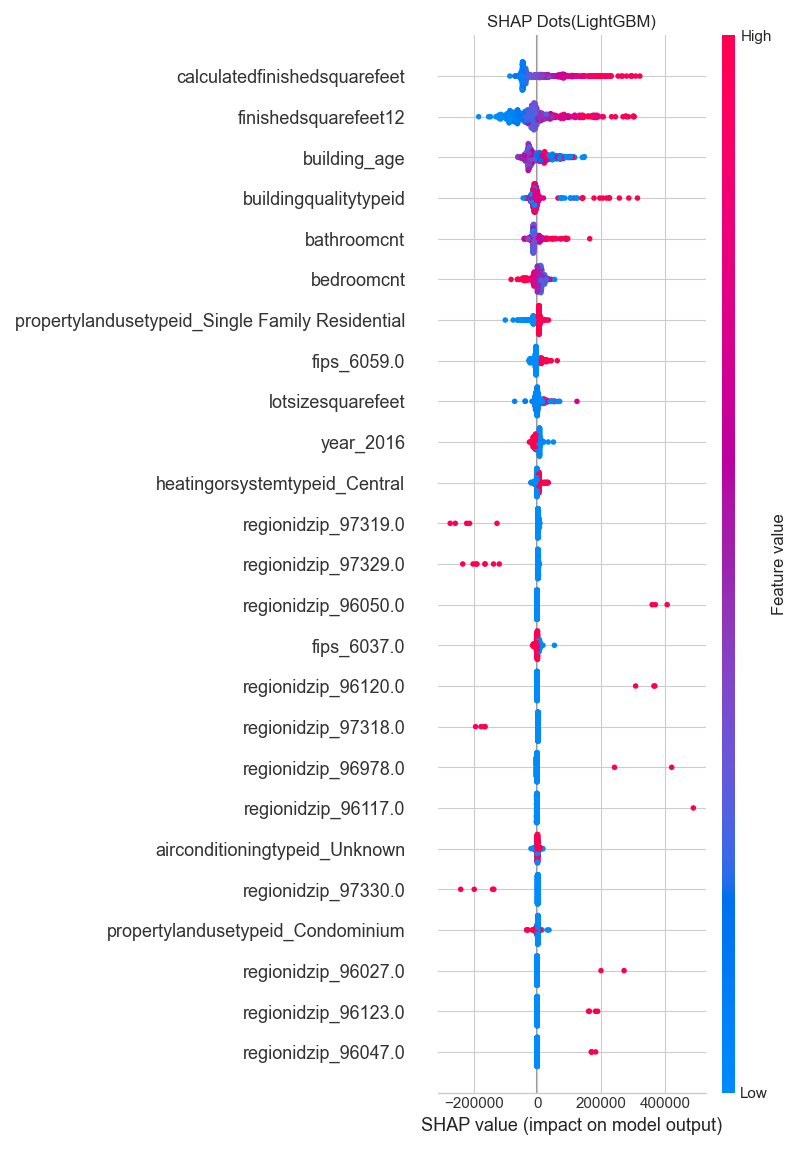 SHAP Dots(LightGBM)
High
calculatedfinishedsquarefeet
finishedsquarefeet12
building_age
buildingqualitytypeid
bathroomcnt
bedroomcnt
propertylandusetypeid_Single Family Residential
fips_6059.0
lotsizesquarefeet
year_2016
heatingorsystemtypeid_Central
regionidzip_97319.0
regionidzip_97329.0
Feature value
regionidzip_96050.0
fips_6037.0
regionidzip_96120.0
regionidzip_97318.0
regionidzip_96978.0
regionidzip_96117.0
airconditioningtypeid_Unknown
regionidzip_97330.0
propertylandusetypeid_Condominium
regionidzip_96027.0
regionidzip_96123.0
regionidzip_96047.0
Low
−200000 0 200000 400000
SHAP value (impact on model output)